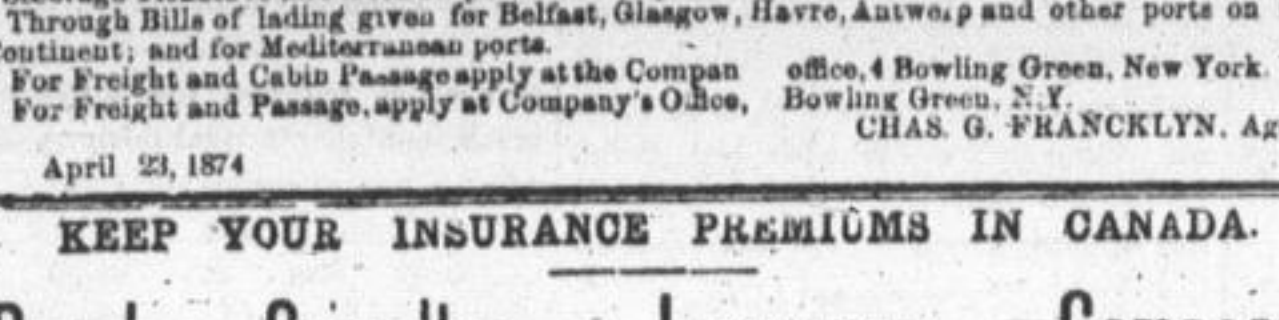 Through Bills of lading given for Belfast, Glasgow, Havre, Antwerp and other ports on
Continent; and for Mediterranean ports.
For Freight and Cabin Passage apply at the Compan office, 4 Bowling Green, New York.
For Freight and Passage, apply at Company's Office, Bowling Green, N.Y.
CHAS. G. FRANCKLYN. Ag
April 23, 1874
KEEP YOUR INSURANCE PREMIUMS IN CANADA.